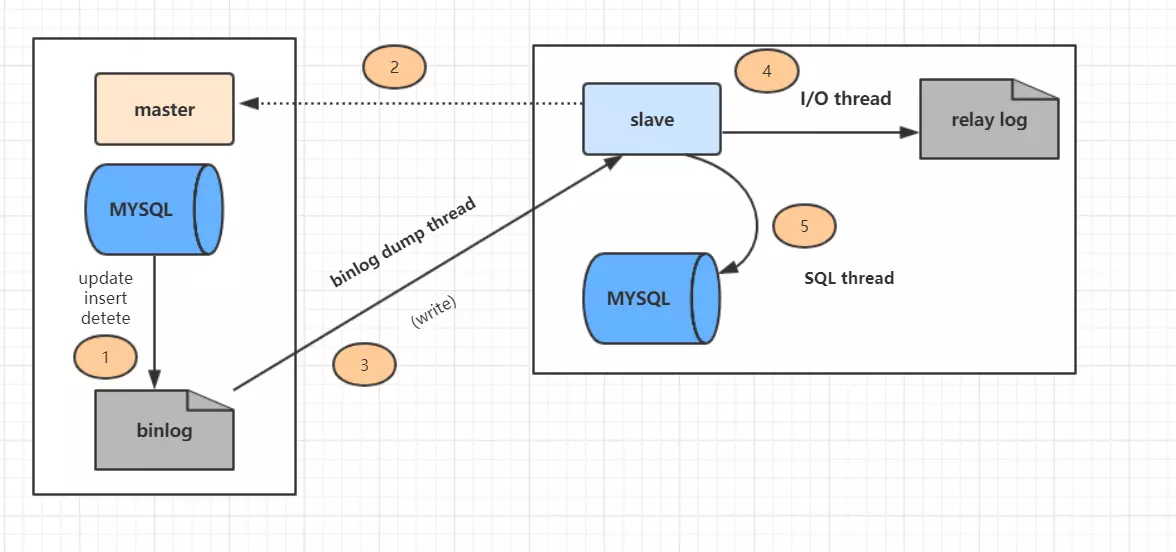 master
MYSQL
update
insert
detete
1
binlog
2
binlog dump thread
(write)
3
slave
4
I/O thread
relay log
5
SQL thread
MYSQL